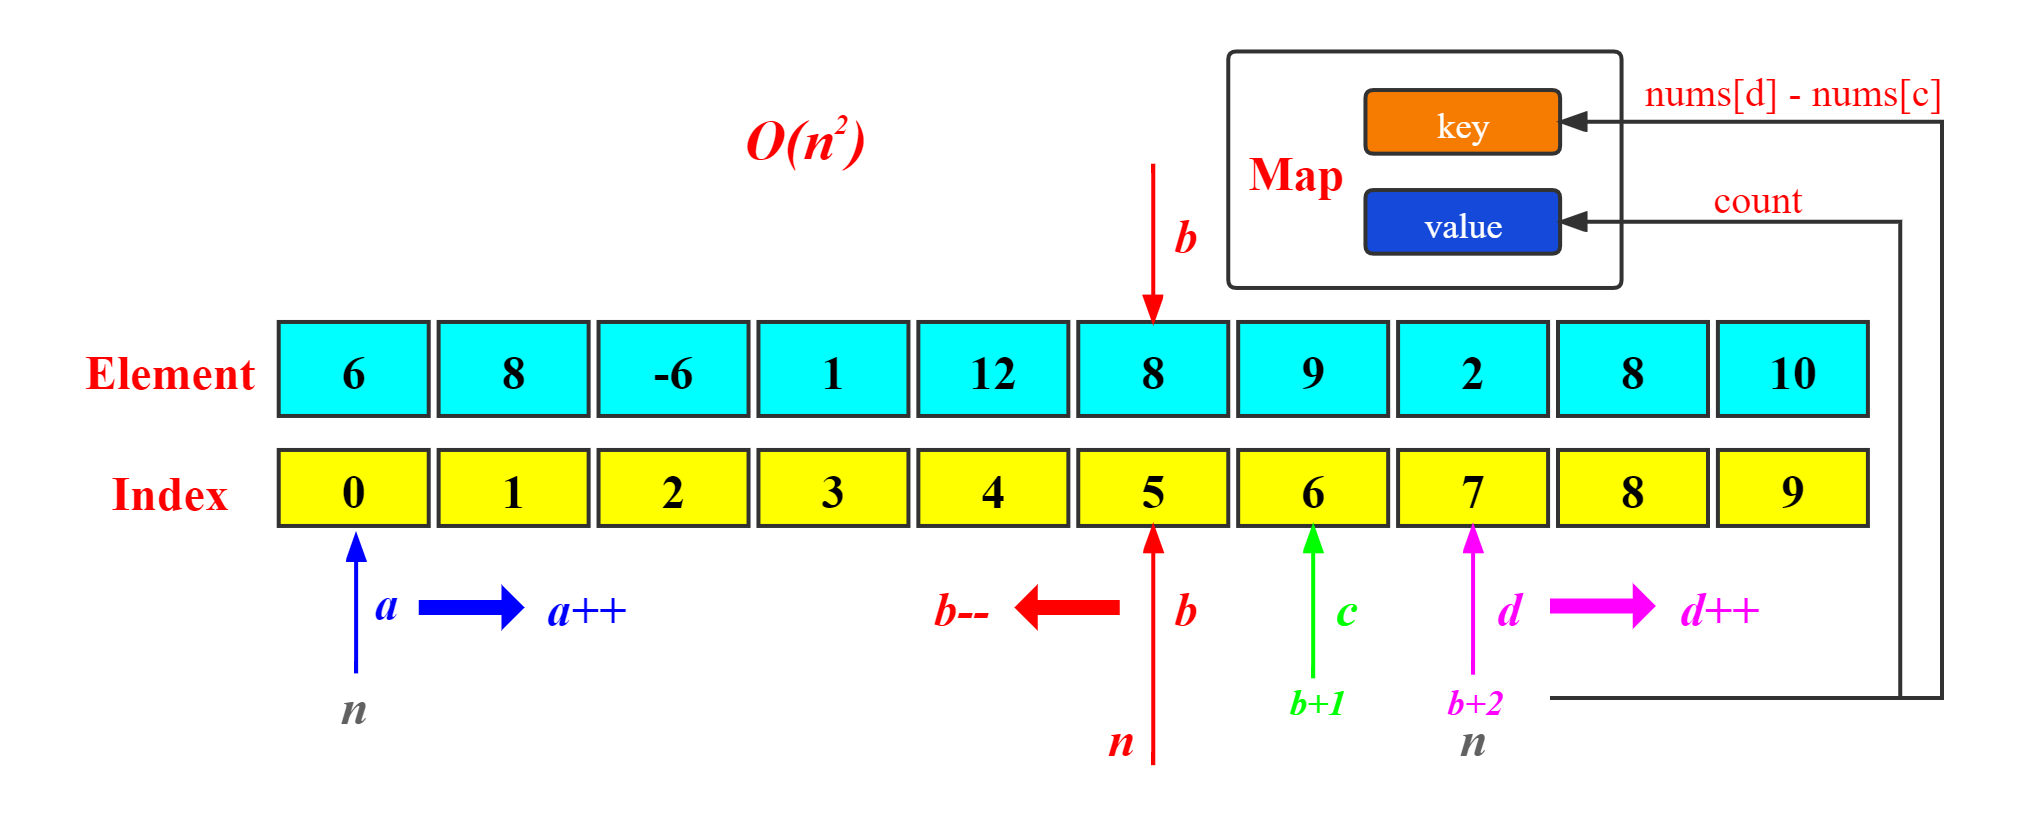 nums[d] - nums[c]
O(n²)
key
Map
count
value
b
Element 6 8 -6 1 12 8 9 2 8 10
Index 0 1 2 3 4 5 6 7 8 9
a a++ b-- b c d d++
n b+1 b+2
n n